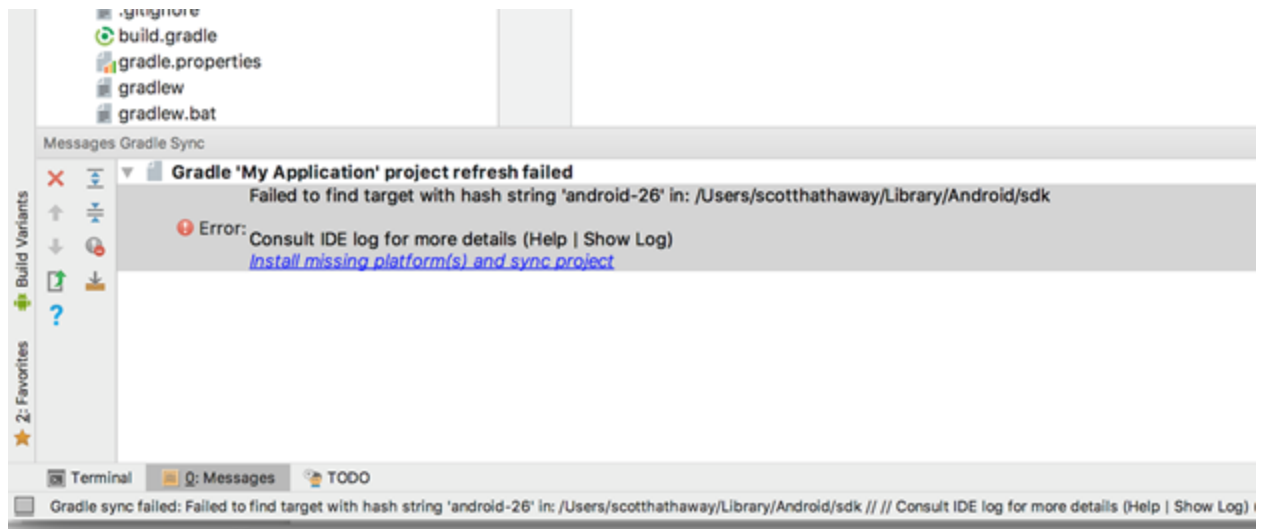 .gitignore
build.gradle
gradle.properties
gradlew
gradlew.bat
Messages Gradle Sync
Gradle 'My Application' project refresh failed
Failed to find target with hash string 'android-26' in: /Users/scotthathaway/Library/Android/sdk
Error:
Consult IDE log for more details (Help | Show Log)
Install missing platform(s) and sync project
Build Variants
2: Favorites
Terminal
0: Messages
TODO
Gradle sync failed: Failed to find target with hash string 'android-26' in: /Users/scotthathaway/Library/Android/sdk // // Consult IDE log for more details (Help | Show Log)